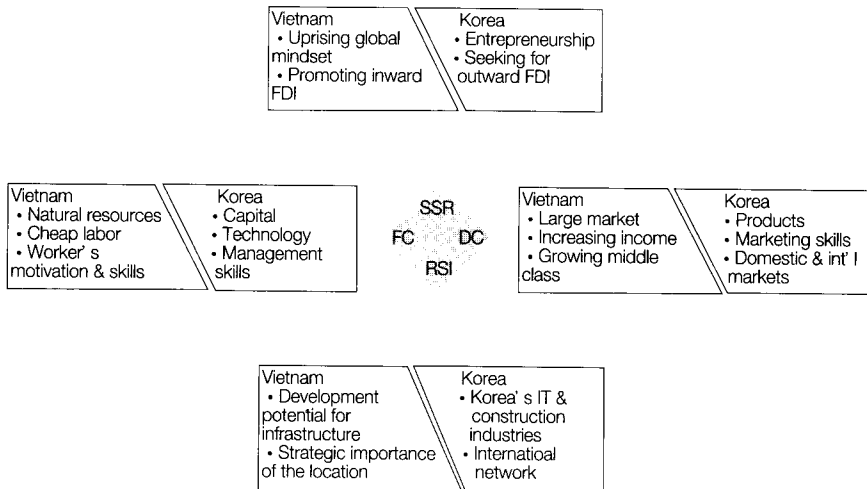 Vietnam
• Uprising global
mindset
• Promoting inward
FDI
Korea
• Entrepreneurship
• Seeking for
outward FDI
Vietnam
• Natural resources
• Cheap labor
• Worker' s
motivation & skills
Korea
• Capital
• Technology
• Management
skills
SSR
FC DC
RSI
Vietnam
• Large market
• Increasing income
• Growing middle
class
Korea
• Products
• Marketing skills
• Domestic & int' l
markets
Vietnam
• Development
potential for
infrastructure
• Strategic importance
of the location
Korea
• Korea' s IT &
construction
industries
• Internatioal
network